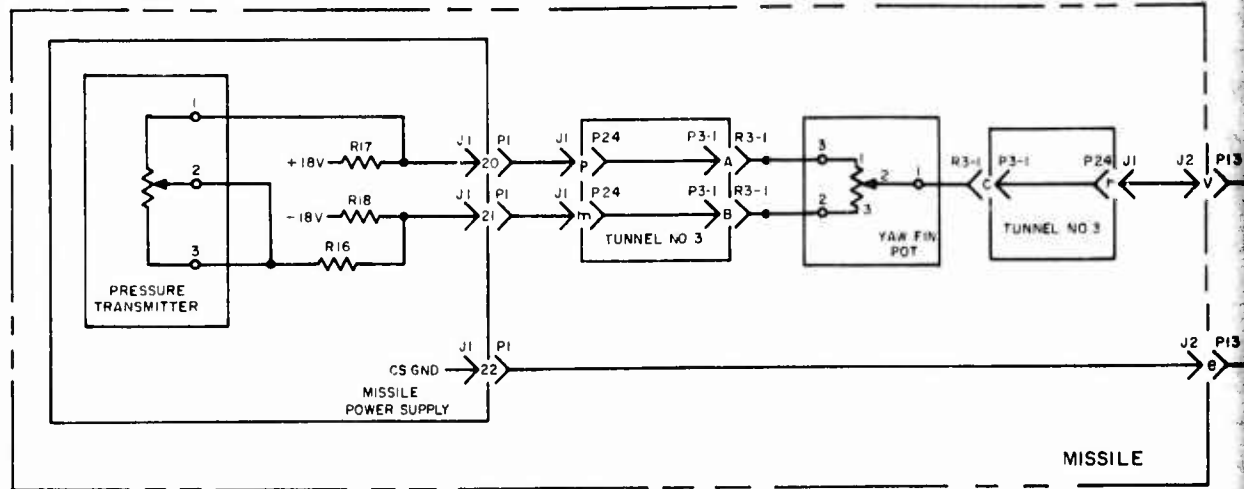 PRESSURE
TRANSMITTER
1
2
3
+18V
R17
-18V
R18
R16
J1
P1
20
J1
P1
21
J1
P1
CS GND
22
MISSILE
POWER SUPPLY
J1
P24
P
P3-1
R3-1
A
J1
P24
m
P3-1
R3-1
B
TUNNEL NO 3
3
1
2
1
2
3
YAW FIN
POT
R3-1
P3-1
C
P24
J1
r
TUNNEL NO 3
J2
P13
V
J2
P13
e
MISSILE